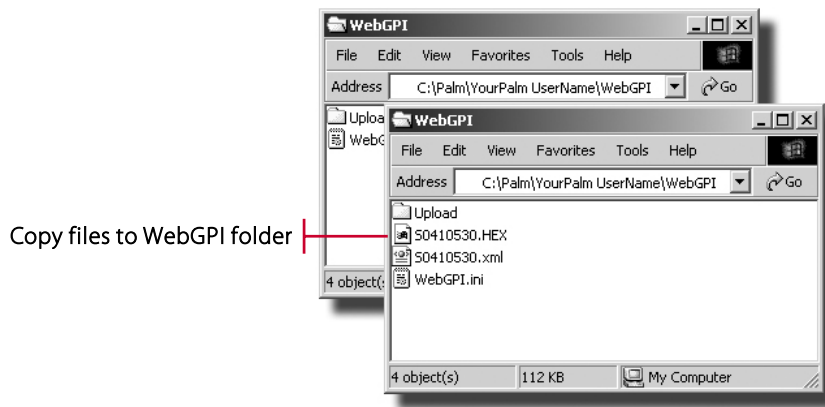 WebGPI
File Edit View Favorites Tools Help
Address C:\Palm\YourPalm UserName\WebGPI Go
WebGPI
File Edit View Favorites Tools Help
Address C:\Palm\YourPalm UserName\WebGPI Go
Upload
Copy files to WebGPI folder
S0410530.HEX
S0410530.xml
WebGPI.ini
4 object(
4 object(s) 112 KB My Computer